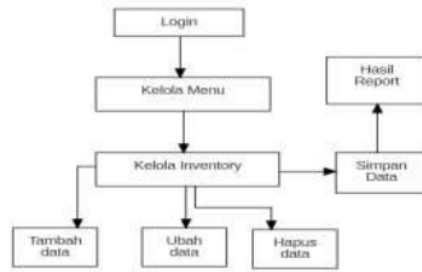 Login
Hasil
Report
Kelola Menu
Kelola Inventory
Simpan
Data
Tambah
data
Ubah
data
Hapus
data